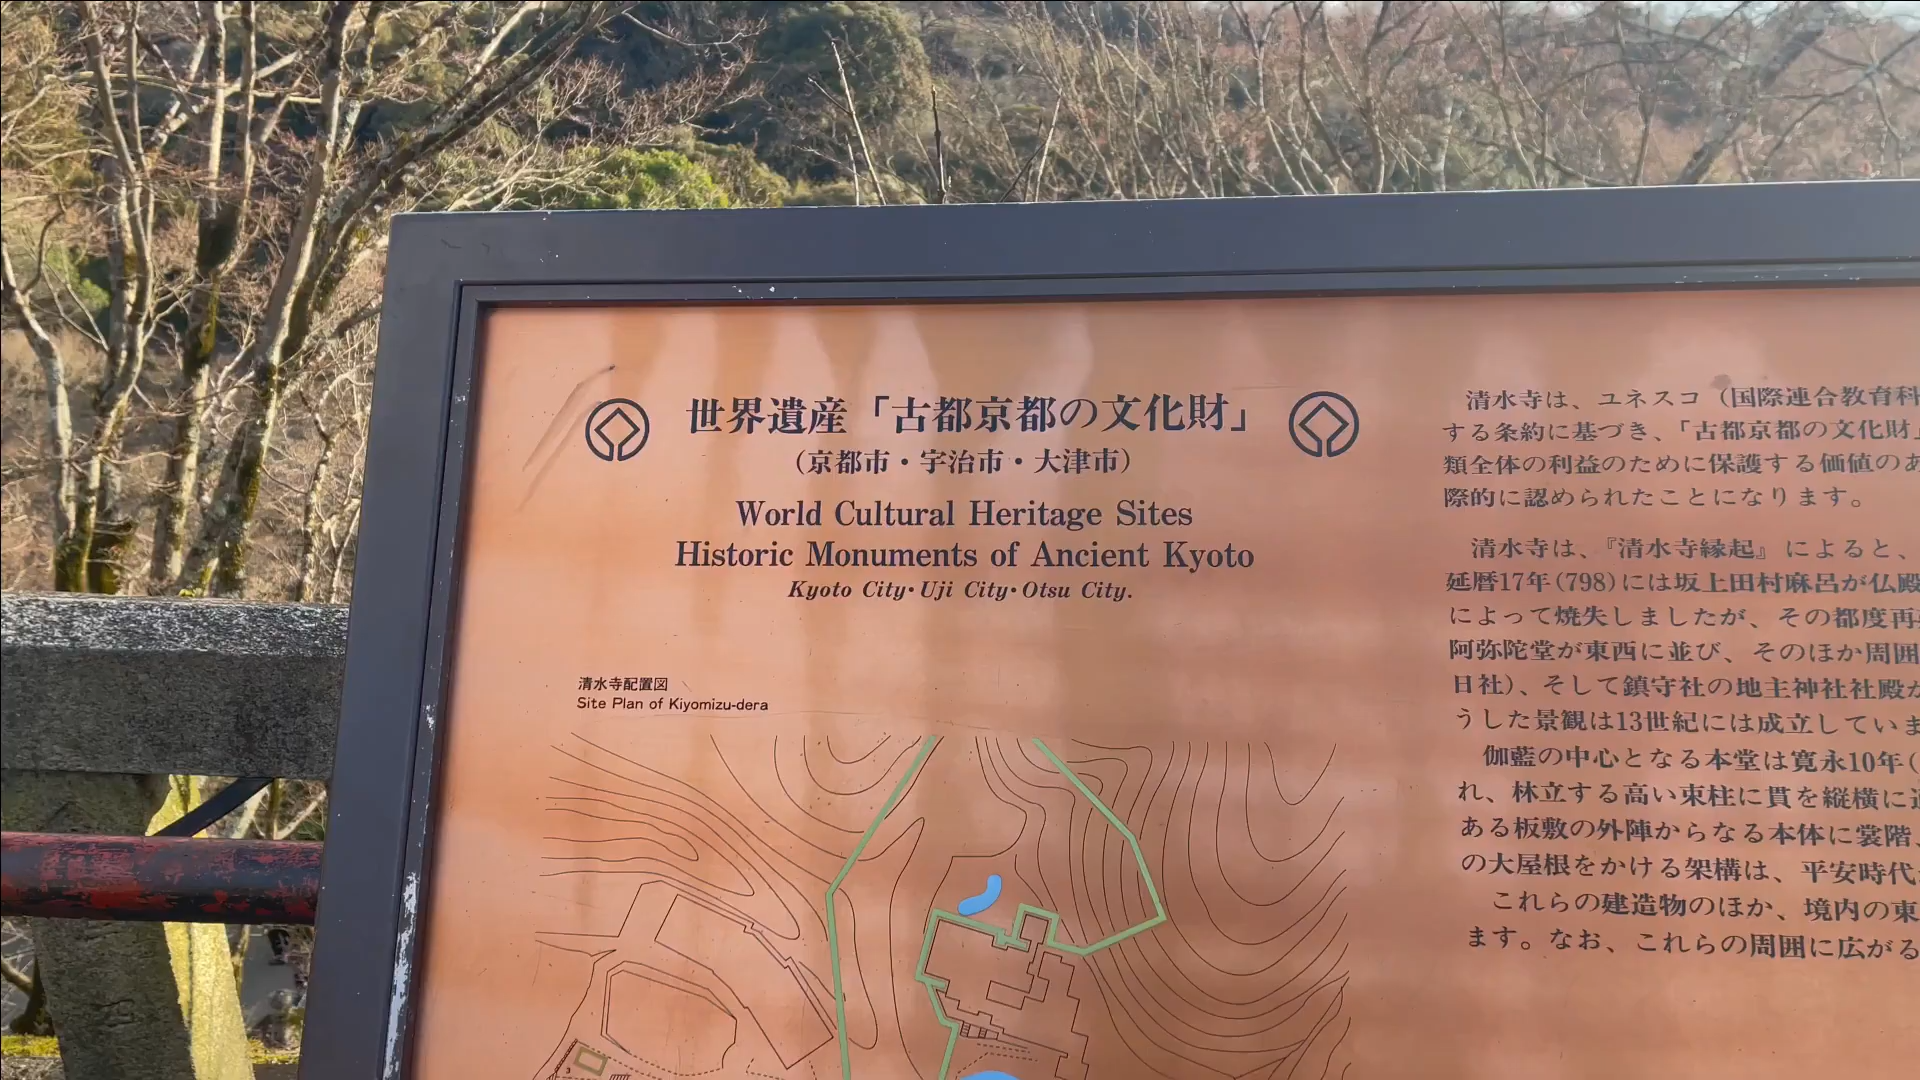 世界遺産「古都京都の文化財」
(京都市・宇治市・大津市)
World Cultural Heritage Sites
Historic Monuments of Ancient Kyoto
Kyoto City・Uji City・Otsu City.
清水寺配置図
Site Plan of Kiyomizu-dera
3
清水寺は、ユネスコ(国際連合教育科
する条約に基づき、「古都京都の文化財」
類全体の利益のために保護する価値のあ
際的に認められたことになります。
清水寺は、『清水寺縁起』によると、
延暦17年(798)には坂上田村麻呂が仏殿
によって焼失しましたが、その都度再
阿弥陀堂が東西に並び、そのほか周囲
日社)、そして鎮守社の地主神社社殿が
うした景観は13世紀には成立していま
伽藍の中心となる本堂は寛永10年(
れ、林立する高い束柱に貫を縦横に通
ある板敷の外陣からなる本体に裳階、
の大屋根をかける架構は、平安時代
これらの建造物のほか、境内の東
ます。なお、これらの周囲に広がる